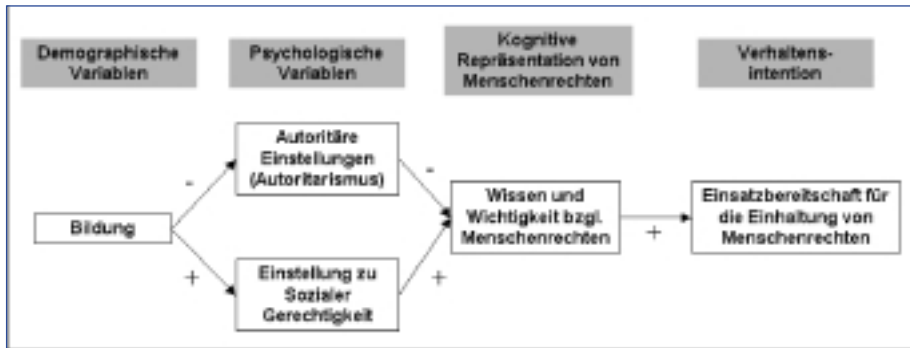 Demographische
Variablen
Psychologische
Variablen
Kognitive
Repräsentation von
Menschenrechten
Verhaltens-
intention
Autoritäre
Einstellungen
(Autoritarismus)
-
-
Bildung
Wissen und
Wichtigkeit bzgl.
Menschenrechten
+
Einsatzbereitschaft für
die Einhaltung von
Menschenrechten
+
+
Einstellung zu
Sozialer
Gerechtigkeit